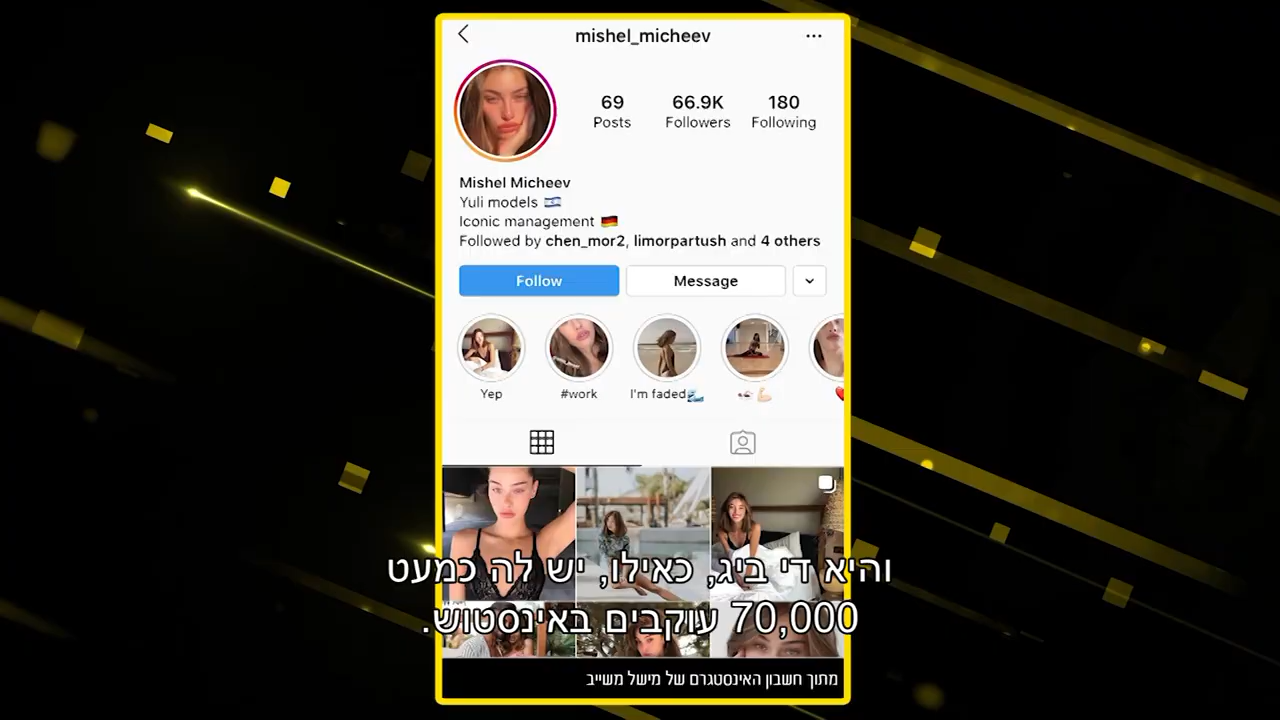 mishel_micheev
69 66.9K 180
Posts Followers Following
Mishel Micheev
Yuli models 🇮🇱
Iconic management 🇩🇪
Followed by chen_mor2, limorpartush and 4 others
Follow Message
Yep #work I'm faded🌊
והיא די ביג, כאילו, יש לה כמעט
70,000 עוקבים באינסטוש.
מתוך חשבון האינסטגרם של מישל משייב